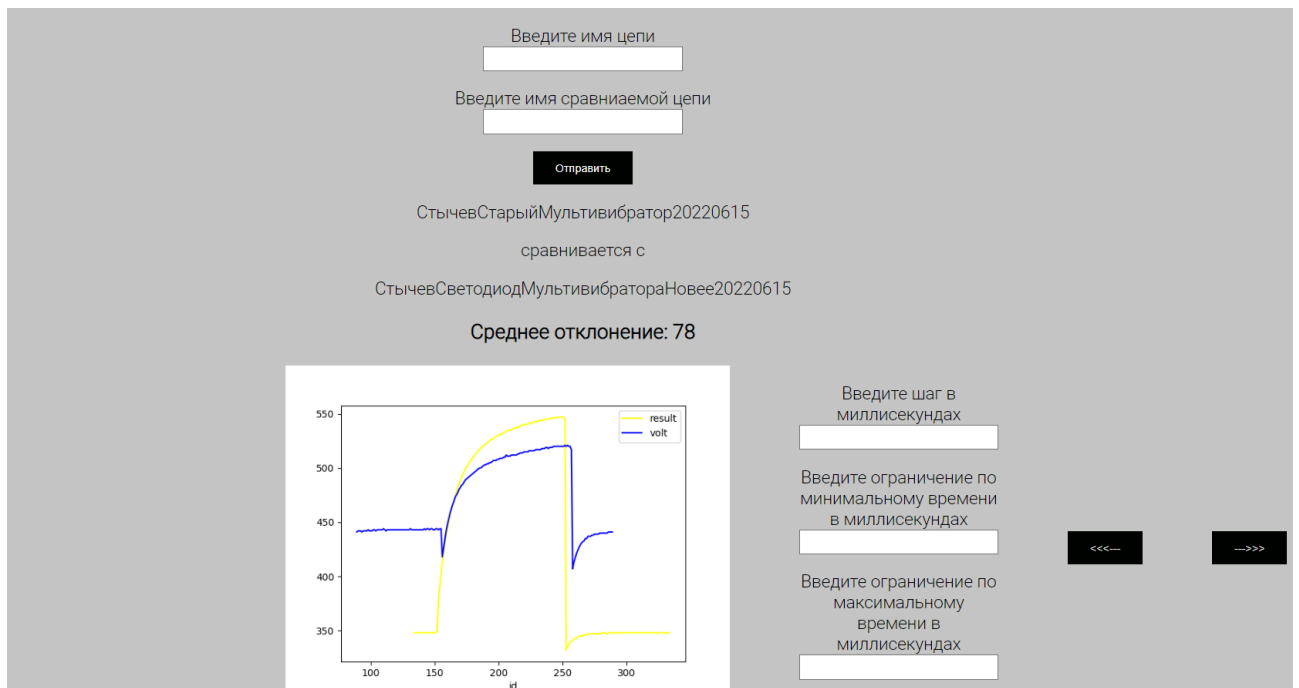 Введите имя цепи
Введите имя сравниаемой цепи
Отправить
СтычевСтарыйМультивибратор20220615
сравнивается с
СтычевСветодиодМультивибратораНовее20220615
Среднее отклонение: 78
550
500
450
400
350
result
volt
100
150
200
250
300
id
Введите шаг в
миллисекундах
Введите ограничение по
минимальному времени
в миллисекундах
Введите ограничение по
максимальному
времени в
миллисекундах
<<<---
--->>>